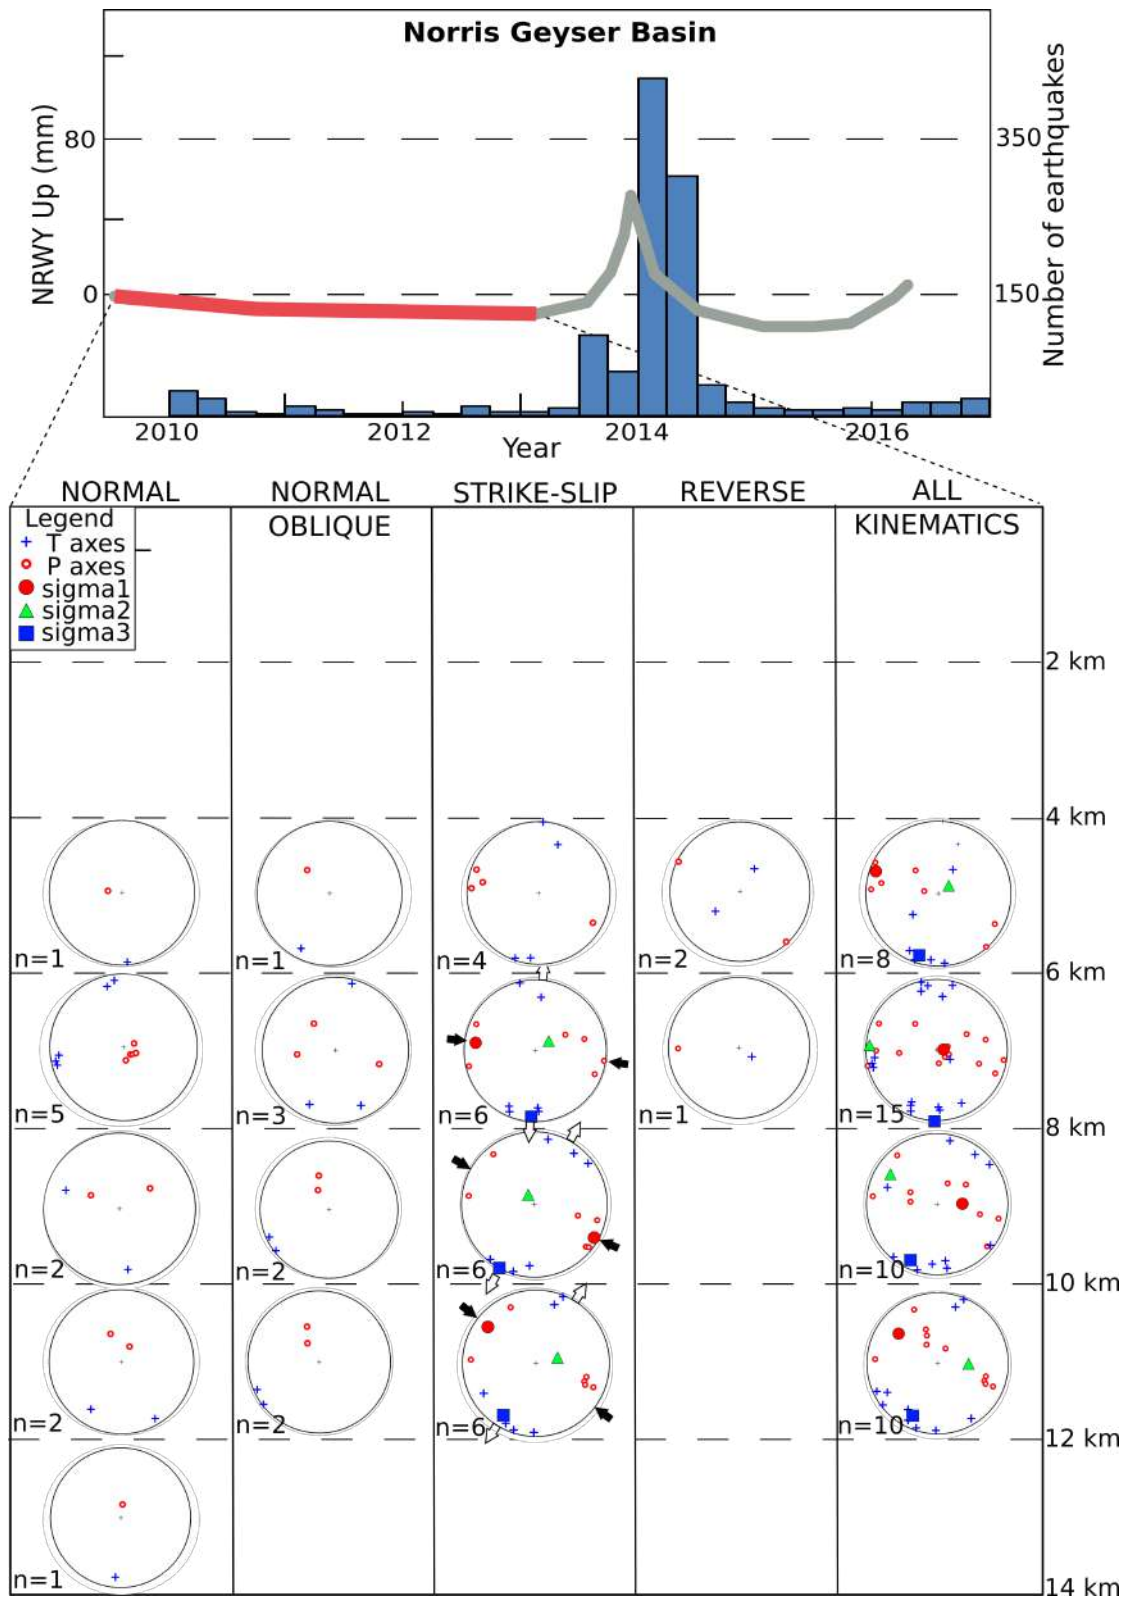 Norris Geyser Basin
NRWY Up (mm)
80
0
350
150
Number of earthquakes
2010 2012 2014 2016
Year
NORMAL NORMAL STRIKE-SLIP REVERSE ALL
OBLIQUE KINEMATICS
Legend
T axes
P axes
sigma1
sigma2
sigma3
2 km
4 km
n=1 n=1 n=4 n=2 n=8
6 km
n=5 n=3 n=6 n=1 n=15
8 km
n=2 n=2 n=6 n=10
10 km
n=2 n=2 n=6 n=10
12 km
n=1
14 km